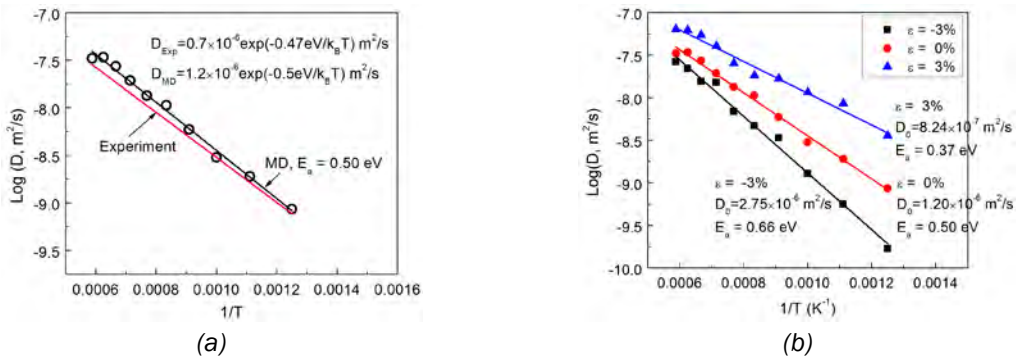 -7.0
-7.5
-8.0
-8.5
-9.0
-9.5
Log (D, m²/s)
D_Exp=0.7×10⁻⁶exp(-0.47eV/k_BT) m²/s
D_MD=1.2×10⁻⁶exp(-0.5eV/k_BT) m²/s
Experiment
MD, E_a = 0.50 eV
0.0006 0.0008 0.0010 0.0012 0.0014 0.0016
1/T
(a)
-7.0
-7.5
-8.0
-8.5
-9.0
-9.5
-10.0
Log(D, m²/s)
ε = -3%
ε = 0%
ε = 3%
ε 3%
D₀=8.24×10⁻⁷ m²/s
E_a = 0.37 eV
ε = 0%
D₀=1.20×10⁻⁶ m²/s
E_a = 0.50 eV
ε = -3%
D₀=2.75×10⁻⁶ m²/s
E_a = 0.66 eV
0.0006 0.0008 0.0010 0.0012 0.0014
1/T (K⁻¹)
(b)